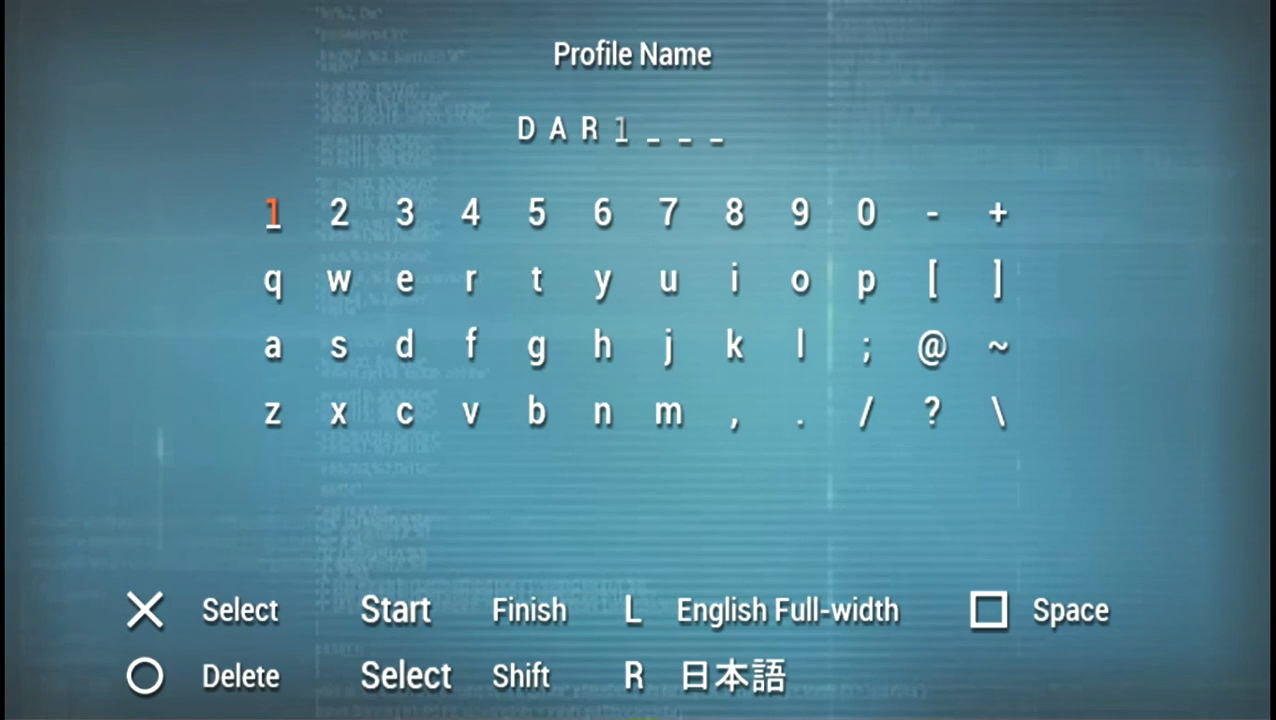 Profile Name
D A R 1 _ _ _
1 2 3 4 5 6 7 8 9 0 - +
q w e r t y u i o p [ ]
a s d f g h j k l ; @ ~
z x c v b n m , . / ? \
Select Start Finish L English Full-width Space
Delete Select Shift R 日本語